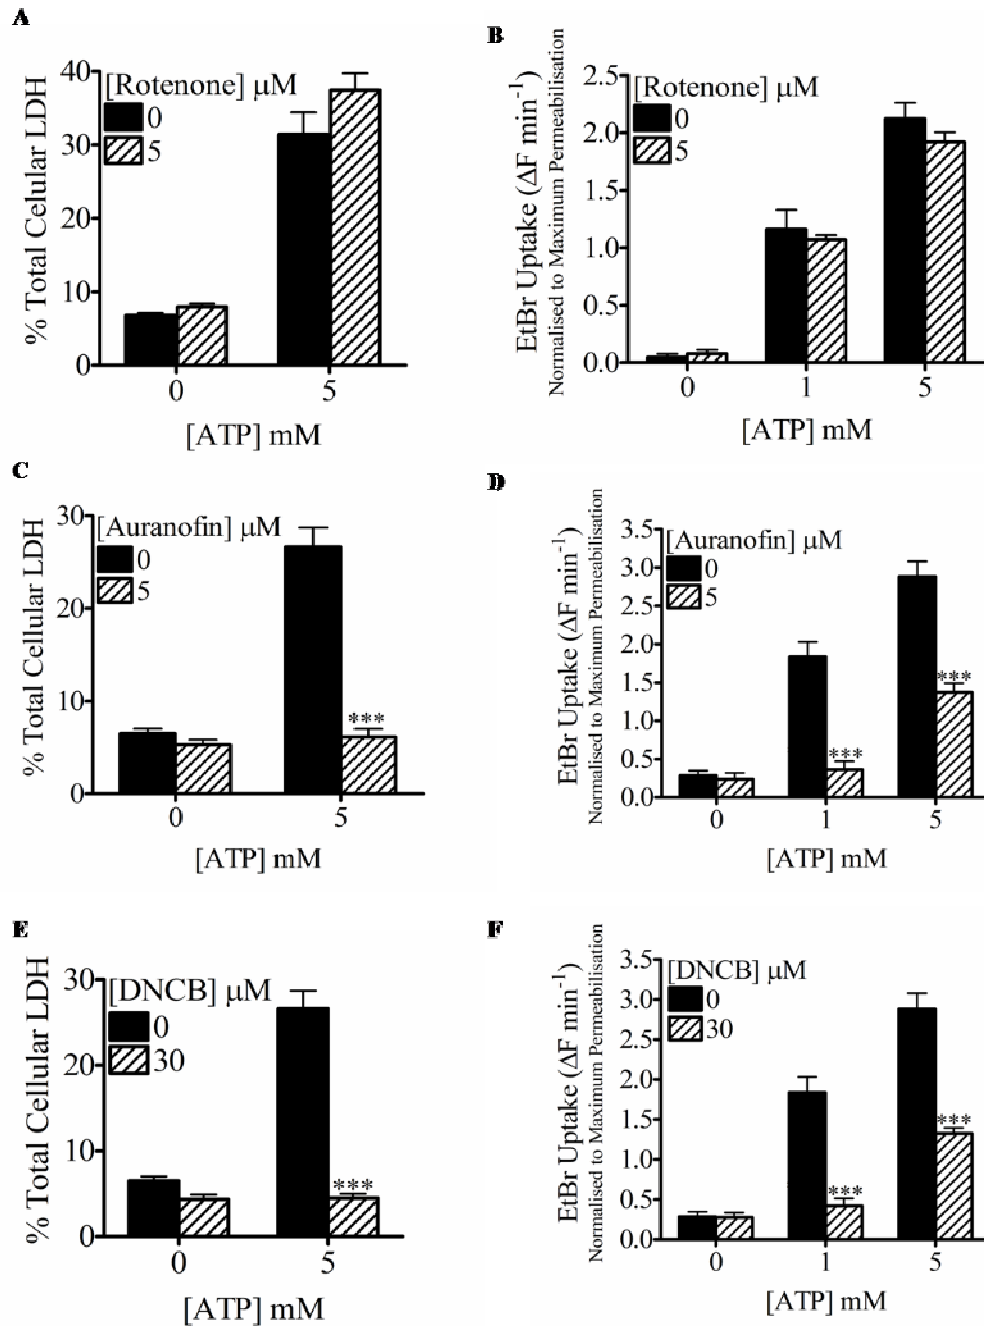 A
[Rotenone] μM
0
5
% Total Cellular LDH
40
30
20
10
0
0
5
[ATP] mM
B
[Rotenone] μM
0
5
EtBr Uptake (ΔF min⁻¹)
Normalised to Maximum Permeabilisation
2.5
2.0
1.5
1.0
0.5
0.0
0
1
5
[ATP] mM
C
[Auranofin] μM
0
5
% Total Cellular LDH
30
20
10
0
***
0
5
[ATP] mM
D
[Auranofin] μM
0
5
EtBr Uptake (ΔF min⁻¹)
Normalised to Maximum Permeabilisation
3.5
3.0
2.5
2.0
1.5
1.0
0.5
0.0
***
***
0
1
5
[ATP] mM
E
[DNCB] μM
0
30
% Total Cellular LDH
30
20
10
0
***
0
5
[ATP] mM
F
[DNCB] μM
0
30
EtBr Uptake (ΔF min⁻¹)
Normalised to Maximum Permeabilisation
3.5
3.0
2.5
2.0
1.5
1.0
0.5
0.0
***
***
0
1
5
[ATP] mM